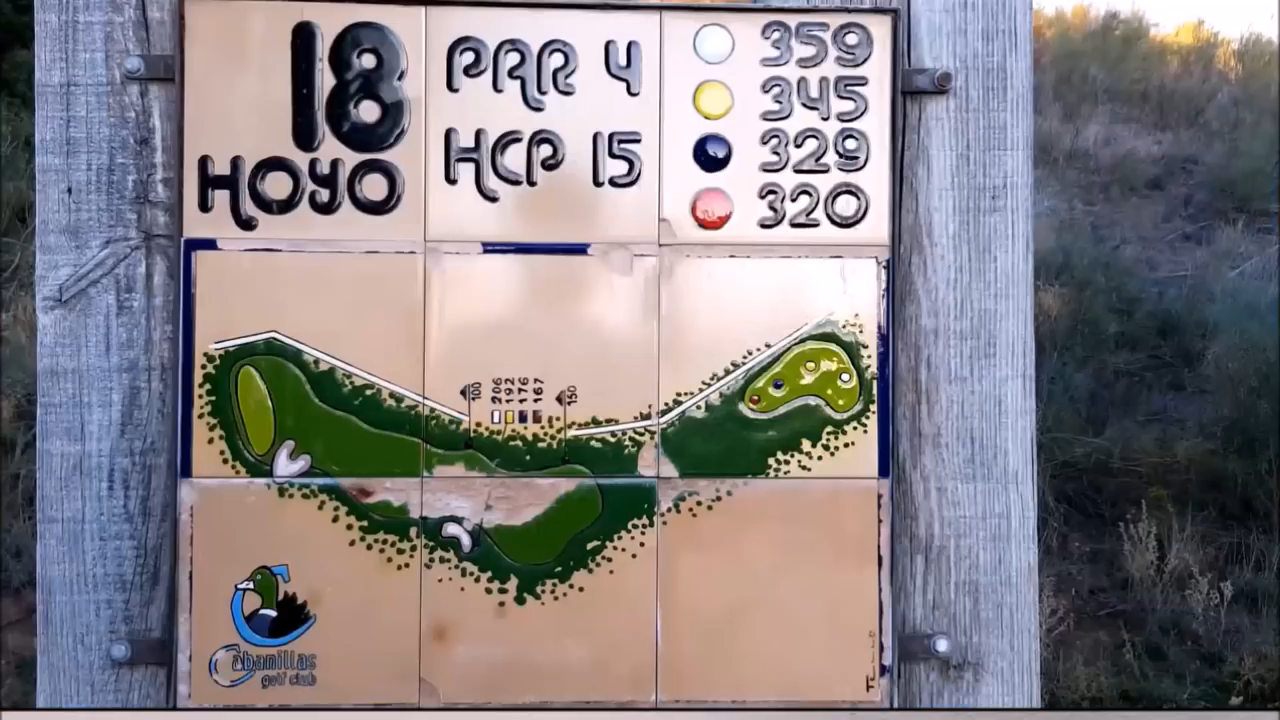 18
HOYO
PAR 4
HCP 15
359
345
329
320
100
206
192
176
167
150
Cabanillas
golf club